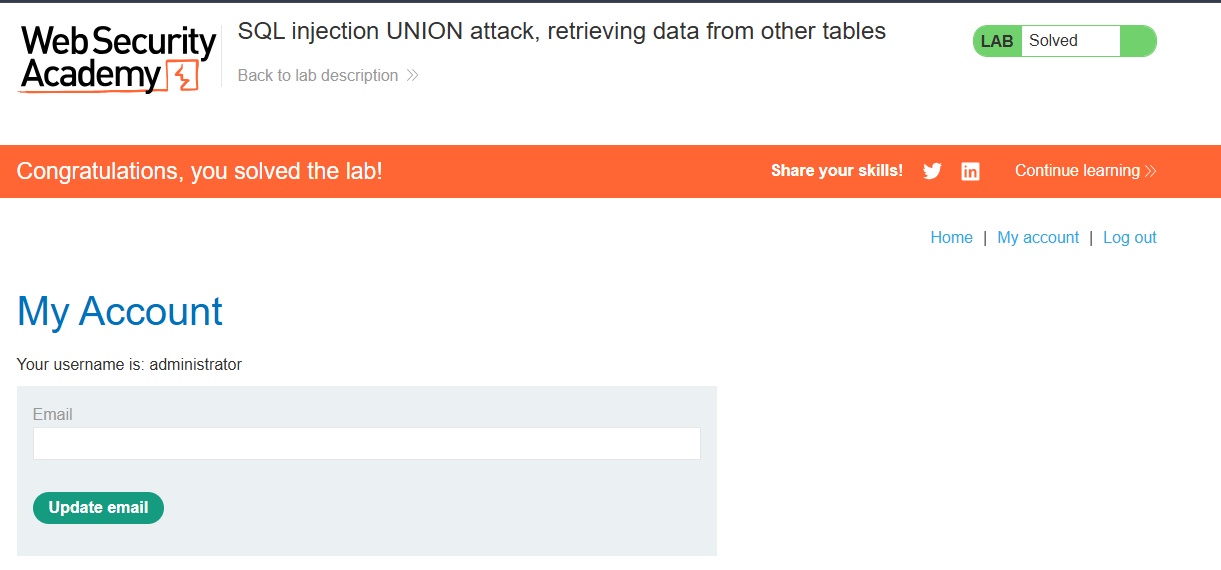 Web Security
Academy
SQL injection UNION attack, retrieving data from other tables
Back to lab description
LAB Solved
Congratulations, you solved the lab!
Share your skills!
Continue learning
Home | My account | Log out
My Account
Your username is: administrator
Email
Update email